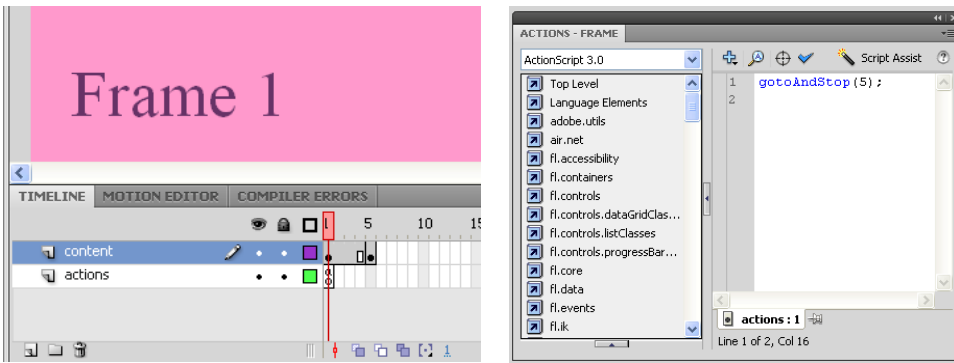 Frame 1
TIMELINE MOTION EDITOR COMPILER ERRORS
1 5 10 15
content
actions
1
ACTIONS - FRAME
ActionScript 3.0
Script Assist
Top Level
Language Elements
adobe.utils
air.net
fl.accessibility
fl.containers
fl.controls
fl.controls.dataGridClas...
fl.controls.listClasses
fl.controls.progressBar...
fl.core
fl.data
fl.events
fl.ik
1 gotoAndStop(5);
2
actions : 1
Line 1 of 2, Col 16